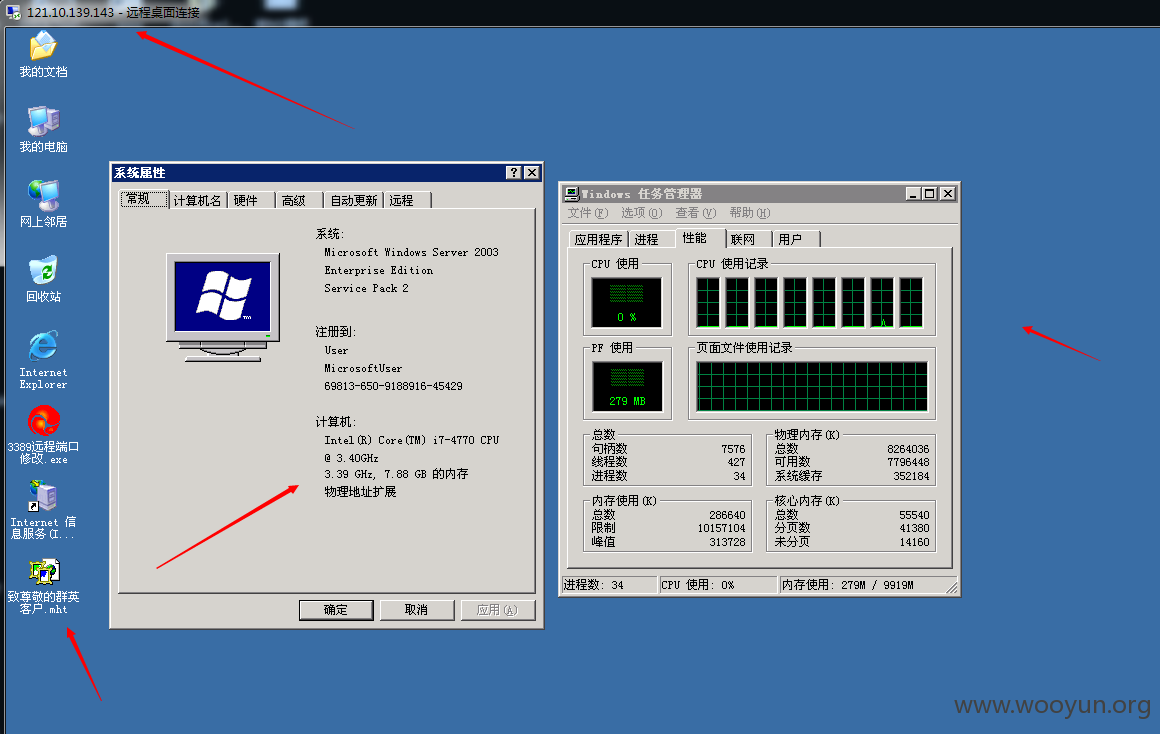 121.10.139.143 - 远程桌面连接
我的文档
我的电脑
网上邻居
回收站
Internet
Explorer
3389远程端口
修改.exe
Internet 信
息服务(I...
致尊敬的群英
客户.mht
系统属性
常规 计算机名 硬件 高级 自动更新 远程
系统:
Microsoft Windows Server 2003
Enterprise Edition
Service Pack 2
注册到:
User
MicrosoftUser
69813-650-9188916-45429
计算机:
Intel(R) Core(TM) i7-4770 CPU
@ 3.40GHz
3.39 GHz, 7.88 GB 的内存
物理地址扩展
确定 取消 应用(A)
Windows 任务管理器
文件(F) 选项(O) 查看(V) 帮助(H)
应用程序 进程 性能 联网 用户
CPU 使用 CPU 使用记录
0 %
PF 使用 页面文件使用记录
279 MB
总数
句柄数 7576
线程数 427
进程数 34
物理内存(K)
总数 8264036
可用数 7796448
系统缓存 352184
内存使用(K)
总数 286640
限制 10157104
峰值 313728
核心内存(K)
总数 55540
分页数 41380
未分页 14160
进程数: 34 CPU 使用: 0% 内存使用: 279M / 9919M
www.wooyun.org